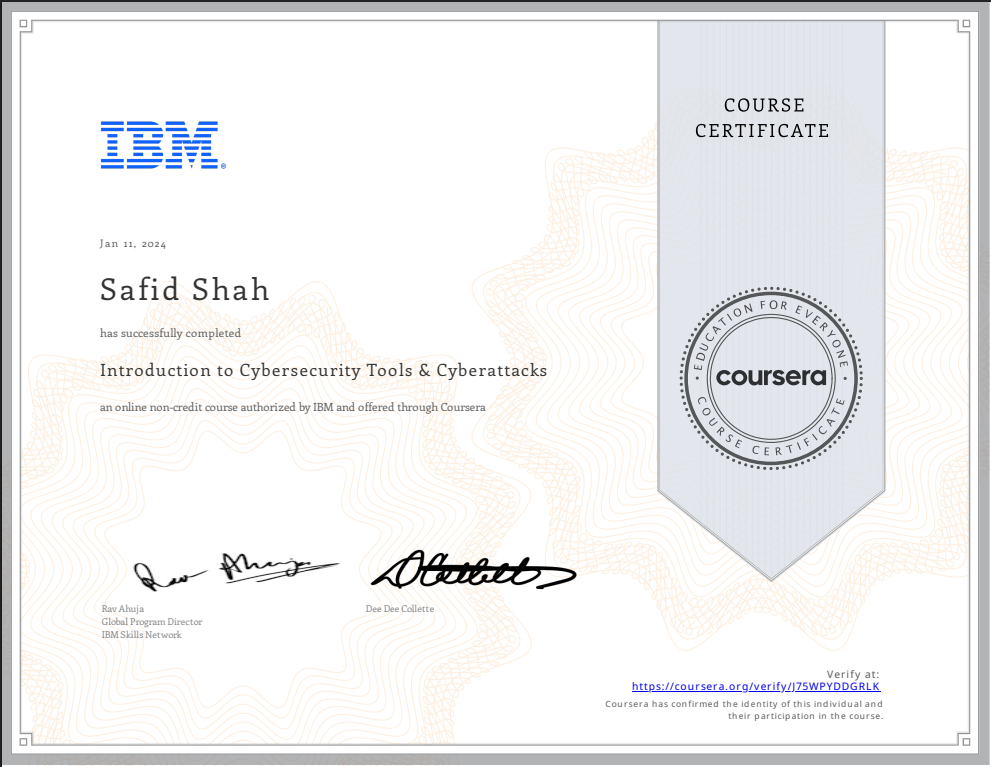 COURSE
CERTIFICATE
IBM®
Jan 11, 2024
Safid Shah
has successfully completed
Introduction to Cybersecurity Tools & Cyberattacks
an online non-credit course authorized by IBM and offered through Coursera
EDUCATION FOR EVERYONE
coursera
COURSE CERTIFICATE
Rav Ahuja
Rav Ahuja
Global Program Director
IBM Skills Network
Dee Dee Collette
Verify at:
https://coursera.org/verify/J75WPYDDGRLK
Coursera has confirmed the identity of this individual and
their participation in the course.